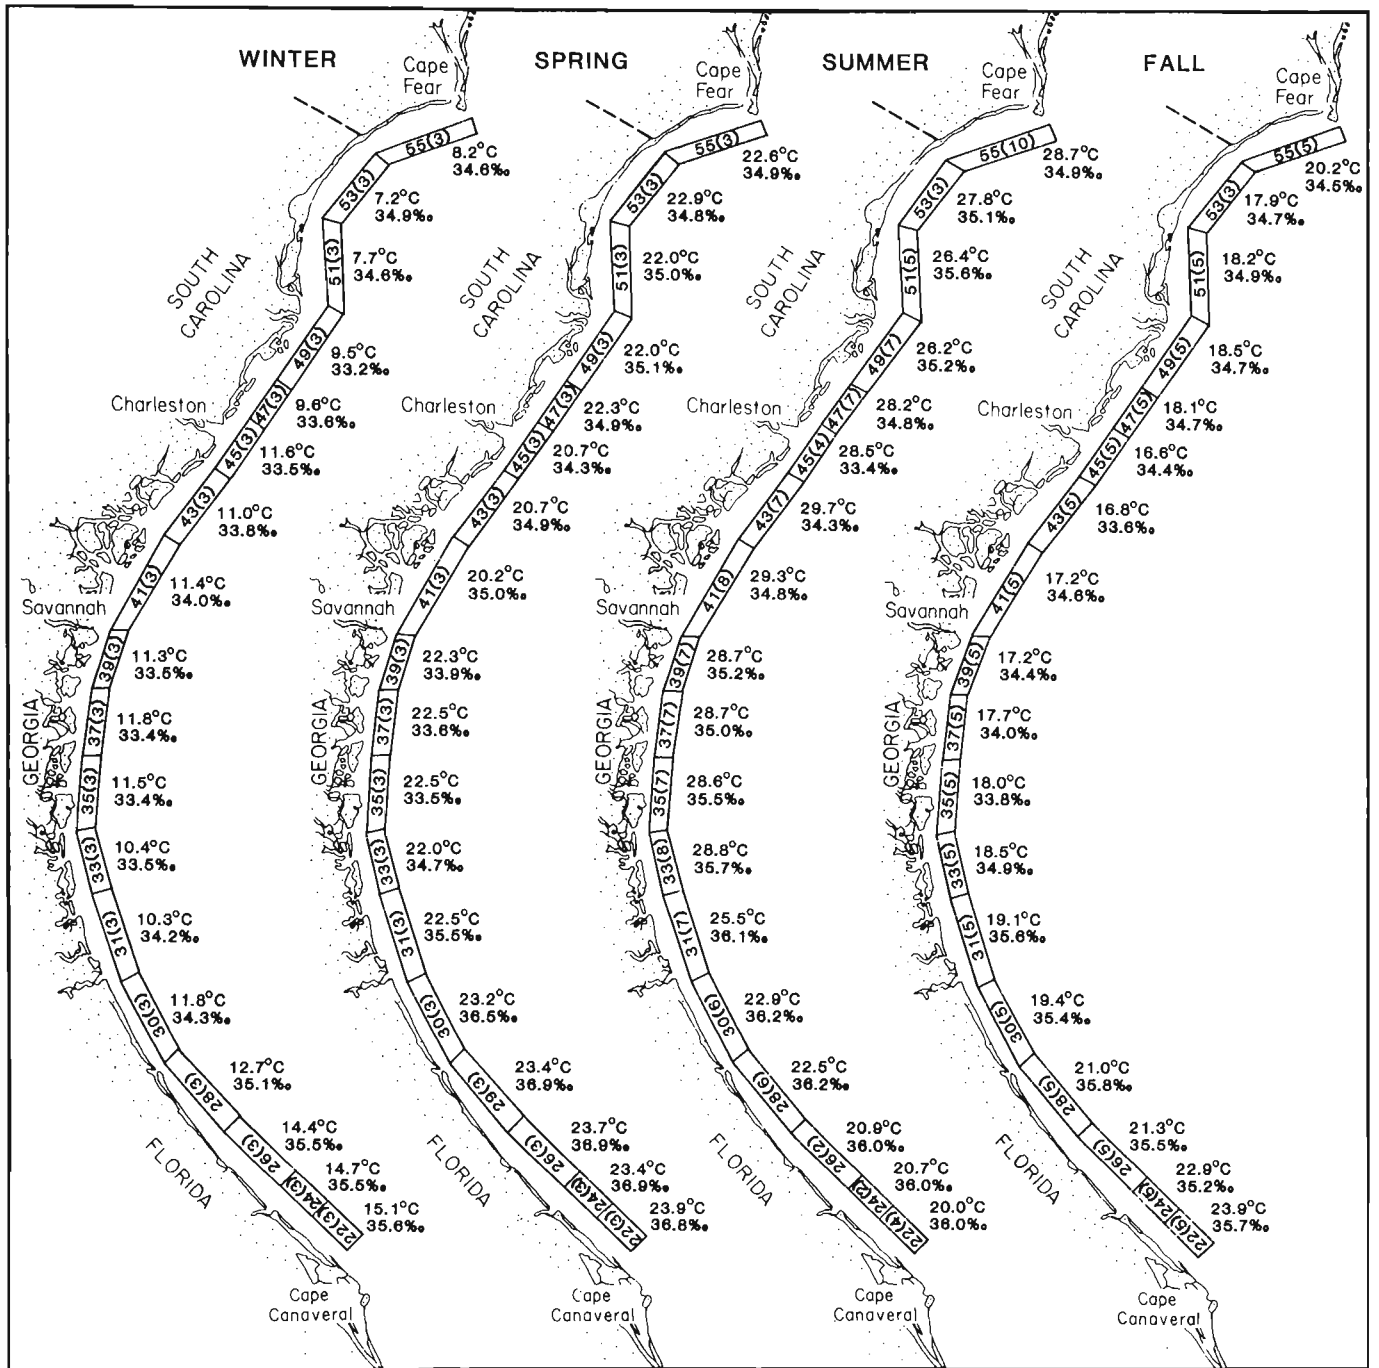 WINTER
Cape
Fear
55(3)
8.2°C
34.6‰
53(3)
7.2°C
34.9‰
51(3)
7.7°C
34.6‰
SOUTH
CAROLINA
49(3)
9.5°C
33.2‰
47(3)
9.6°C
33.6‰
Charleston
45(3)
11.6°C
33.5‰
43(3)
11.0°C
33.8‰
41(3)
11.4°C
34.0‰
Savannah
39(3)
11.3°C
33.5‰
GEORGIA
37(3)
11.8°C
33.4‰
35(3)
11.5°C
33.4‰
33(3)
10.4°C
33.5‰
31(3)
10.3°C
34.2‰
30(3)
11.8°C
34.3‰
28(3)
12.7°C
35.1‰
26(3)
14.4°C
35.5‰
FLORIDA
24(3)
14.7°C
35.5‰
22(3)
15.1°C
35.6‰
Cape
Canaveral
SPRING
Cape
Fear
55(3)
22.6°C
34.9‰
53(3)
22.9°C
34.8‰
51(3)
22.0°C
35.0‰
SOUTH
CAROLINA
49(3)
22.0°C
35.1‰
47(3)
22.3°C
34.9‰
Charleston
45(3)
20.7°C
34.3‰
43(3)
20.7°C
34.9‰
41(3)
20.2°C
35.0‰
Savannah
39(3)
22.3°C
33.9‰
GEORGIA
37(3)
22.5°C
33.6‰
35(3)
22.5°C
33.5‰
33(3)
22.0°C
34.7‰
31(3)
22.5°C
35.5‰
30(3)
23.2°C
36.5‰
29(3)
23.4°C
36.9‰
26(3)
23.7°C
36.9‰
FLORIDA
24(3)
23.4°C
36.9‰
22(3)
23.9°C
36.8‰
Cape
Canaveral
SUMMER
Cape
Fear
55(10)
28.7°C
34.9‰
53(3)
27.8°C
35.1‰
51(5)
26.4°C
35.6‰
SOUTH
CAROLINA
49(7)
26.2°C
35.2‰
47(7)
28.2°C
34.8‰
Charleston
45(4)
28.5°C
33.4‰
43(7)
29.7°C
34.3‰
41(8)
29.3°C
34.8‰
Savannah
39(7)
28.7°C
35.2‰
GEORGIA
37(7)
28.7°C
35.0‰
35(7)
28.6°C
35.5‰
33(8)
28.8°C
35.7‰
31(7)
25.5°C
36.1‰
30(6)
22.9°C
36.2‰
28(6)
22.5°C
36.2‰
26(2)
20.9°C
36.0‰
FLORIDA
24(2)
20.7°C
36.0‰
22(4)
20.0°C
36.0‰
Cape
Canaveral
FALL
Cape
Fear
55(5)
20.2°C
34.5‰
53(3)
17.9°C
34.7‰
51(5)
18.2°C
34.9‰
SOUTH
CAROLINA
49(5)
18.5°C
34.7‰
47(5)
18.1°C
34.7‰
Charleston
45(5)
16.6°C
34.4‰
43(5)
16.8°C
33.6‰
41(5)
17.2°C
34.6‰
Savannah
39(5)
17.2°C
34.4‰
GEORGIA
37(5)
17.7°C
34.0‰
35(5)
18.0°C
33.8‰
33(5)
18.5°C
34.9‰
31(5)
19.1°C
35.6‰
30(5)
19.4°C
35.4‰
28(5)
21.0°C
35.8‰
26(5)
21.3°C
35.5‰
FLORIDA
24(5)
22.9°C
35.2‰
22(5)
23.9°C
35.7‰
Cape
Canaveral